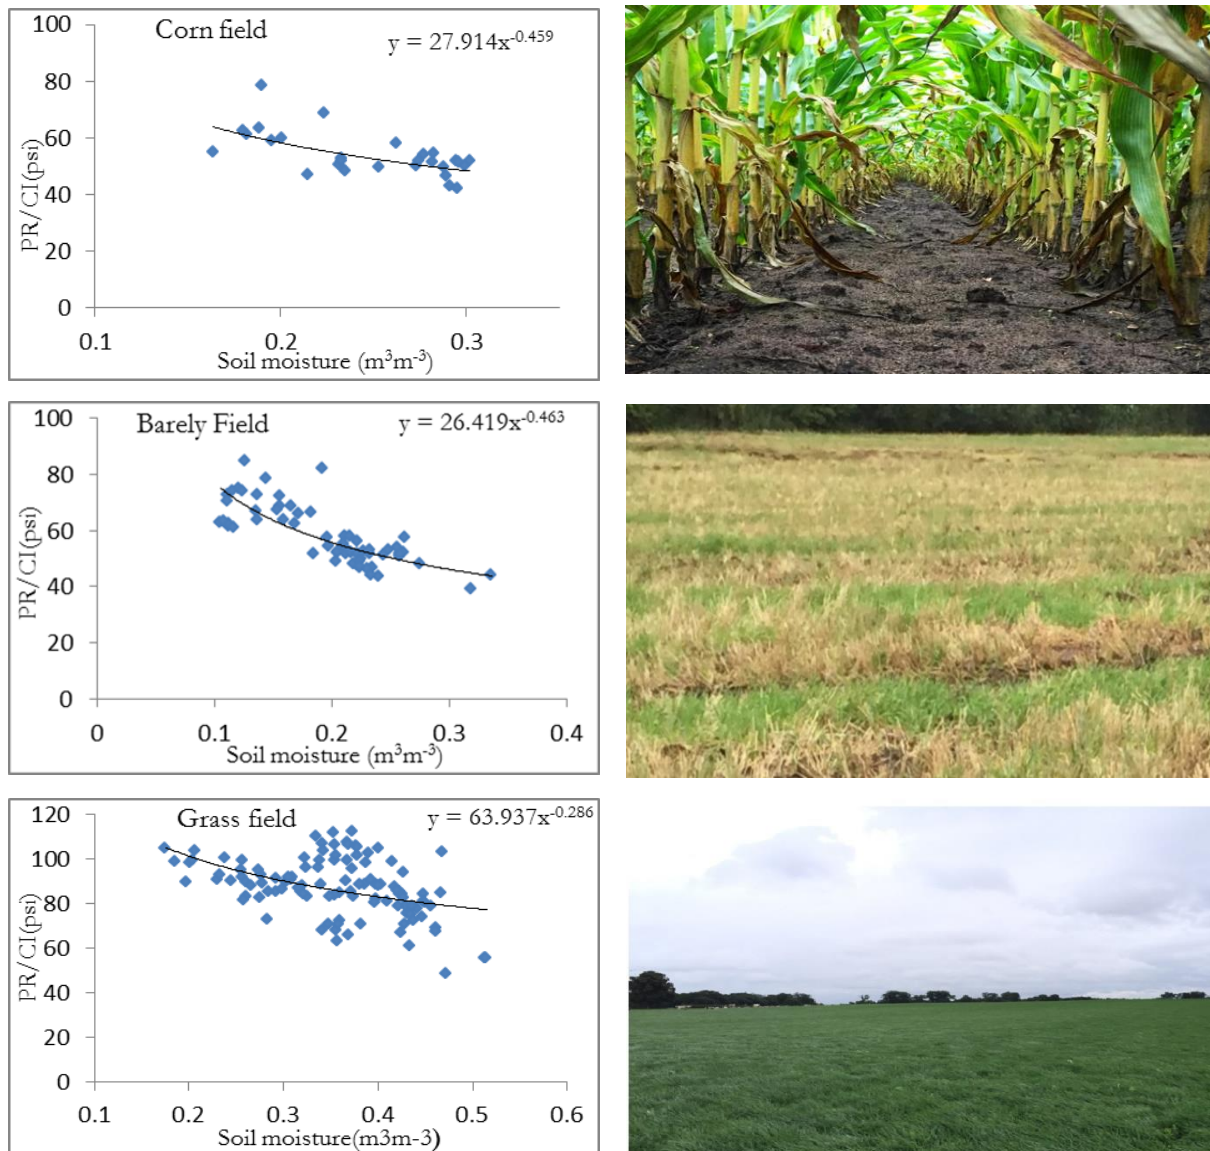 Corn field
y = 27.914x^-0.459
PR/CI(psi)
100
80
60
40
20
0
0.1 0.2 0.3
Soil moisture (m³m⁻³)
Barely Field
y = 26.419x^-0.463
PR/CI(psi)
100
80
60
40
20
0
0 0.1 0.2 0.3 0.4
Soil moisture (m³m⁻³)
Grass field
y = 63.937x^-0.286
PR/CI(psi)
120
100
80
60
40
20
0
0.1 0.2 0.3 0.4 0.5 0.6
Soil moisture(m3m-3)